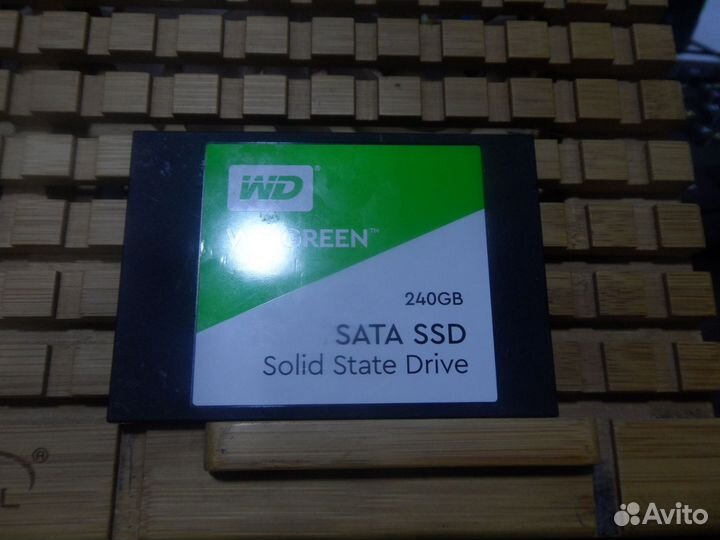 WD®
GREEN™
240GB
SATA SSD
Solid State Drive
®
L
Avito